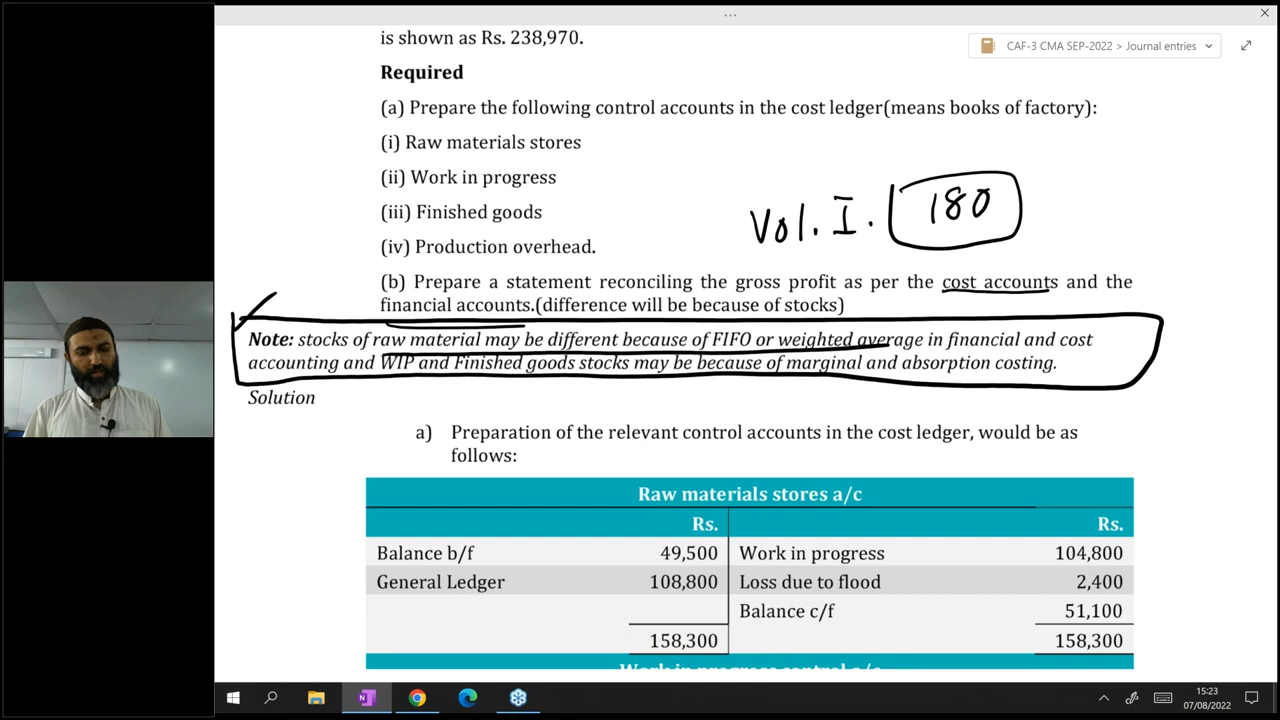 is shown as Rs. 238,970.
CAF-3 CMA SEP-2022 > Journal entries
Required
(a) Prepare the following control accounts in the cost ledger(means books of factory):
(i) Raw materials stores
(ii) Work in progress
(iii) Finished goods
(iv) Production overhead.
Vol. I. 180
(b) Prepare a statement reconciling the gross profit as per the cost accounts and the
financial accounts.(difference will be because of stocks)
Note: stocks of raw material may be different because of FIFO or weighted average in financial and cost
accounting and WIP and Finished goods stocks may be because of marginal and absorption costing.
Solution
a) Preparation of the relevant control accounts in the cost ledger, would be as
follows:
Raw materials stores a/c
Rs. Rs.
Balance b/f 49,500 Work in progress 104,800
General Ledger 108,800 Loss due to flood 2,400
Balance c/f 51,100
158,300 158,300
Work in progress control a/c
15:23
07/08/2022